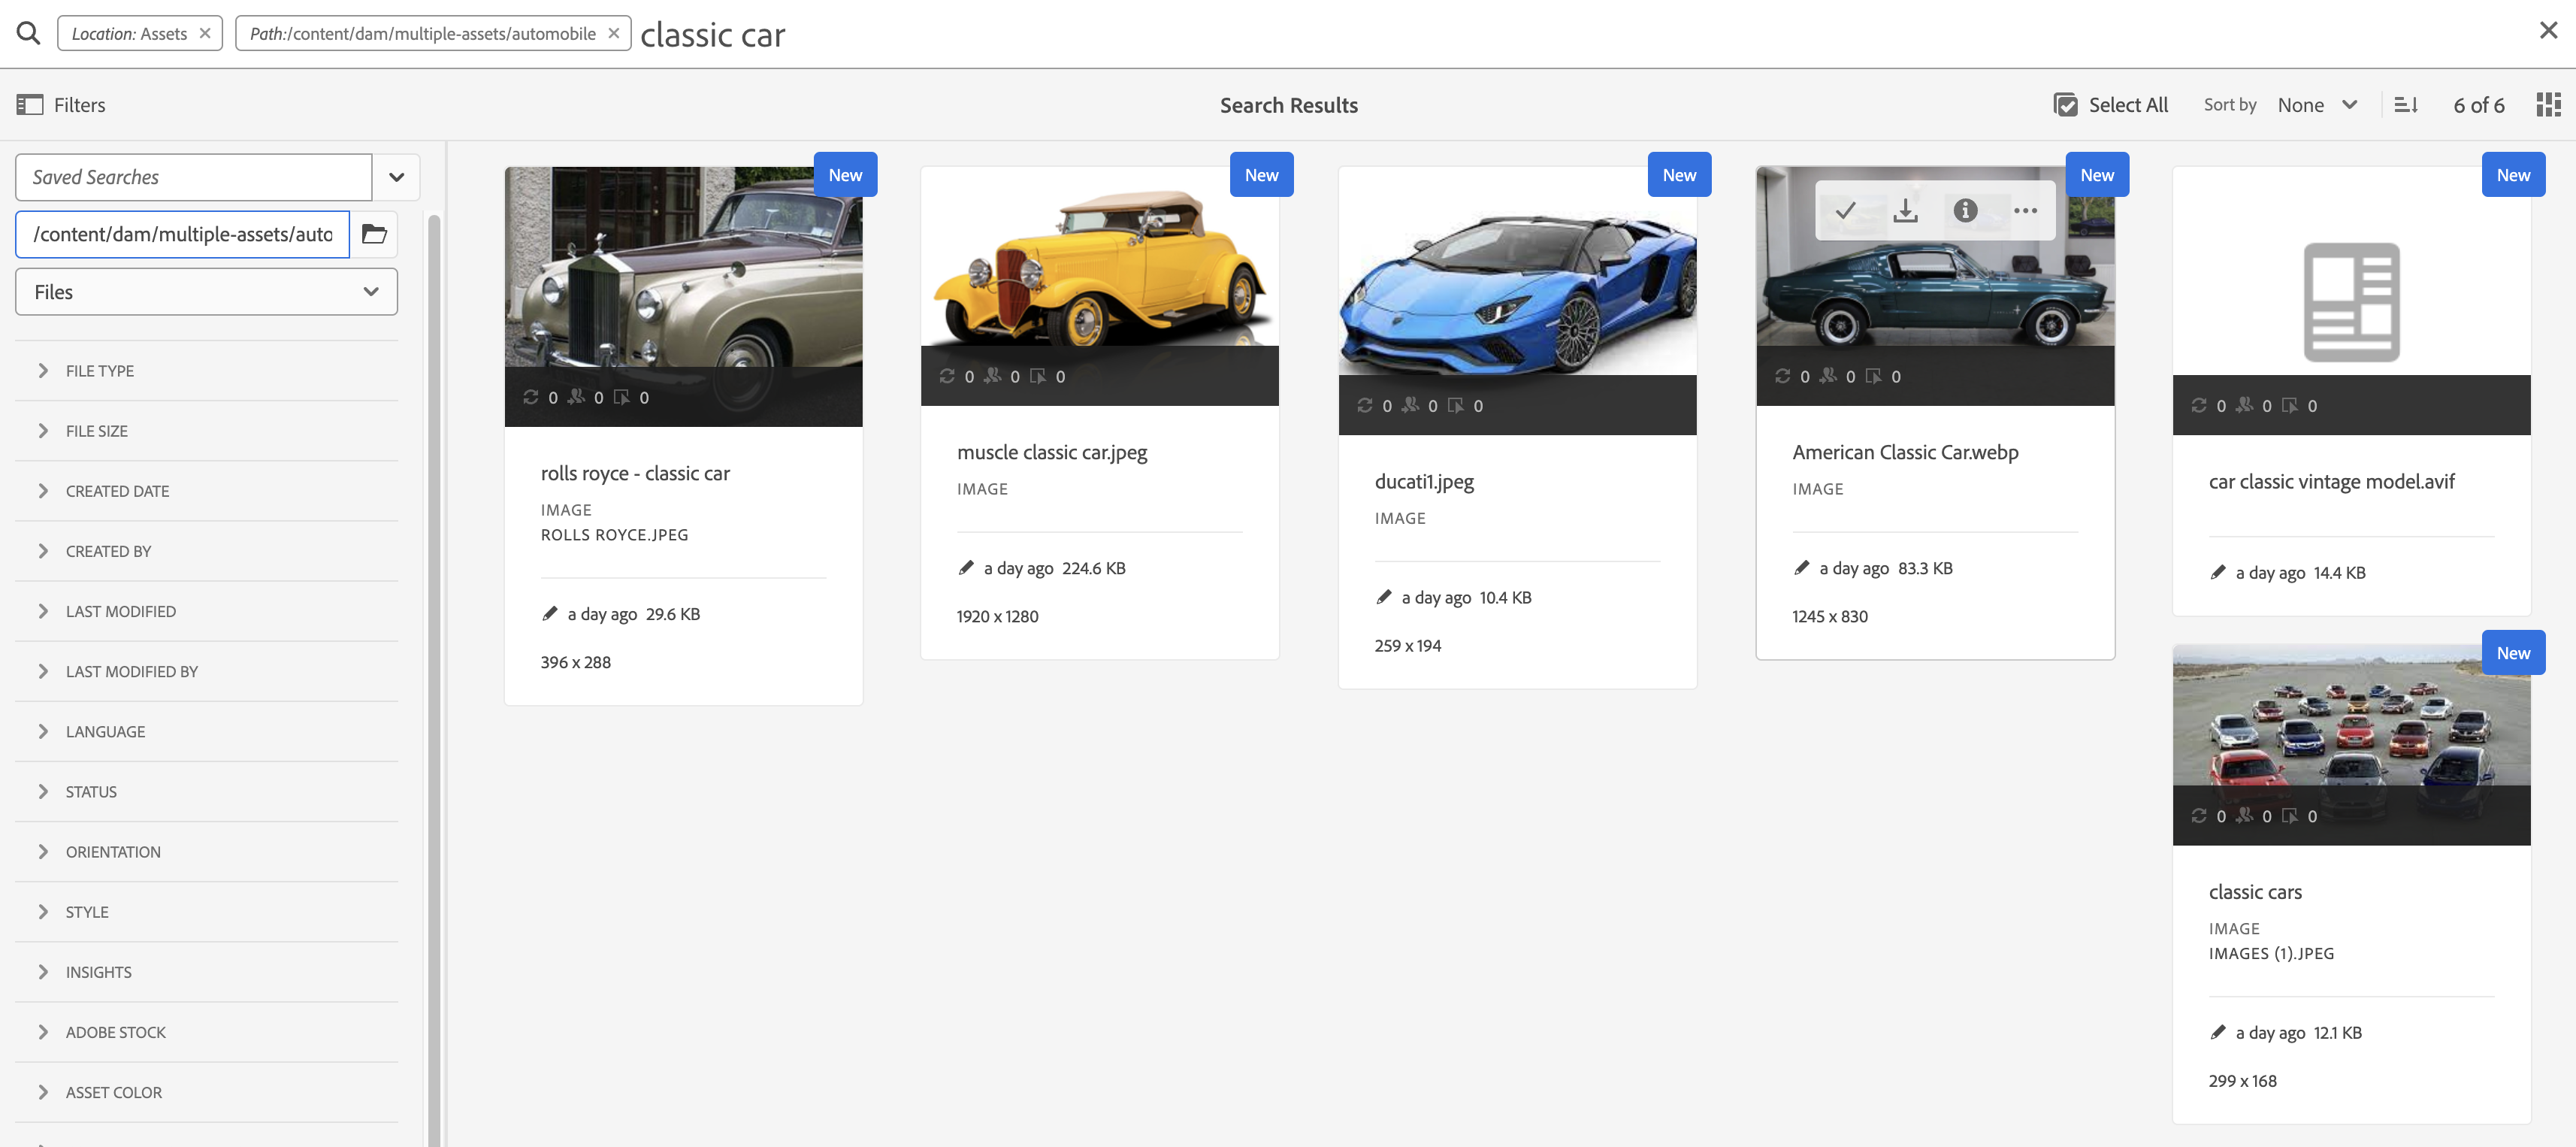 Location: Assets × Path:/content/dam/multiple-assets/automobile × classic car
Filters
Search Results
Select All Sort by None 6 of 6
Saved Searches
/content/dam/multiple-assets/auto
Files
FILE TYPE
FILE SIZE
CREATED DATE
CREATED BY
LAST MODIFIED
LAST MODIFIED BY
LANGUAGE
STATUS
ORIENTATION
STYLE
INSIGHTS
ADOBE STOCK
ASSET COLOR
New
0 0 0
rolls royce - classic car
IMAGE
ROLLS ROYCE.JPEG
a day ago 29.6 KB
396 x 288
New
0 0 0
muscle classic car.jpeg
IMAGE
a day ago 224.6 KB
1920 x 1280
New
0 0 0
ducati1.jpeg
IMAGE
a day ago 10.4 KB
259 x 194
New
0 0 0
American Classic Car.webp
IMAGE
a day ago 83.3 KB
1245 x 830
New
0 0 0
car classic vintage model.avif
a day ago 14.4 KB
New
0 0 0
classic cars
IMAGE
IMAGES (1).JPEG
a day ago 12.1 KB
299 x 168